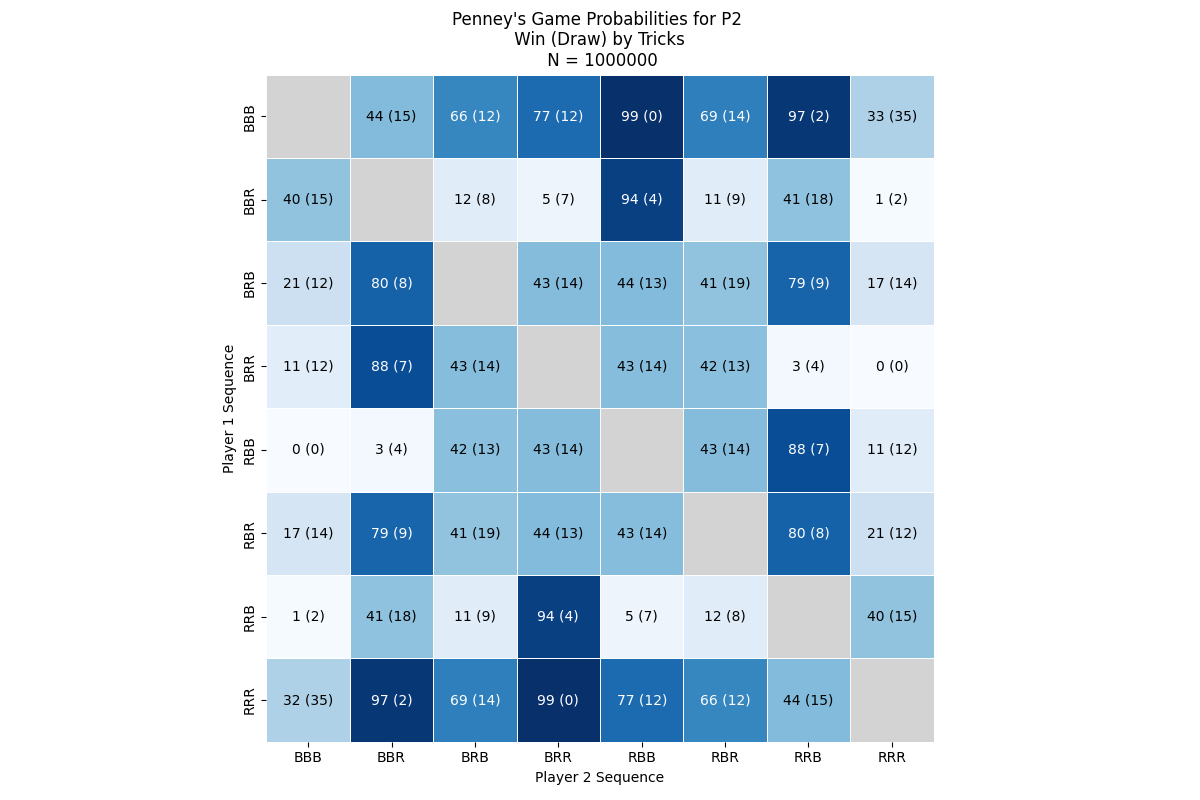 Penney's Game Probabilities for P2
Win (Draw) by Tricks
N = 1000000
Player 1 Sequence
BBB 44 (15) 66 (12) 77 (12) 99 (0) 69 (14) 97 (2) 33 (35)
BBR 40 (15) 12 (8) 5 (7) 94 (4) 11 (9) 41 (18) 1 (2)
BRB 21 (12) 80 (8) 43 (14) 44 (13) 41 (19) 79 (9) 17 (14)
BRR 11 (12) 88 (7) 43 (14) 43 (14) 42 (13) 3 (4) 0 (0)
RBB 0 (0) 3 (4) 42 (13) 43 (14) 43 (14) 88 (7) 11 (12)
RBR 17 (14) 79 (9) 41 (19) 44 (13) 43 (14) 80 (8) 21 (12)
RRB 1 (2) 41 (18) 11 (9) 94 (4) 5 (7) 12 (8) 40 (15)
RRR 32 (35) 97 (2) 69 (14) 99 (0) 77 (12) 66 (12) 44 (15)
BBB BBR BRB BRR RBB RBR RRB RRR
Player 2 Sequence